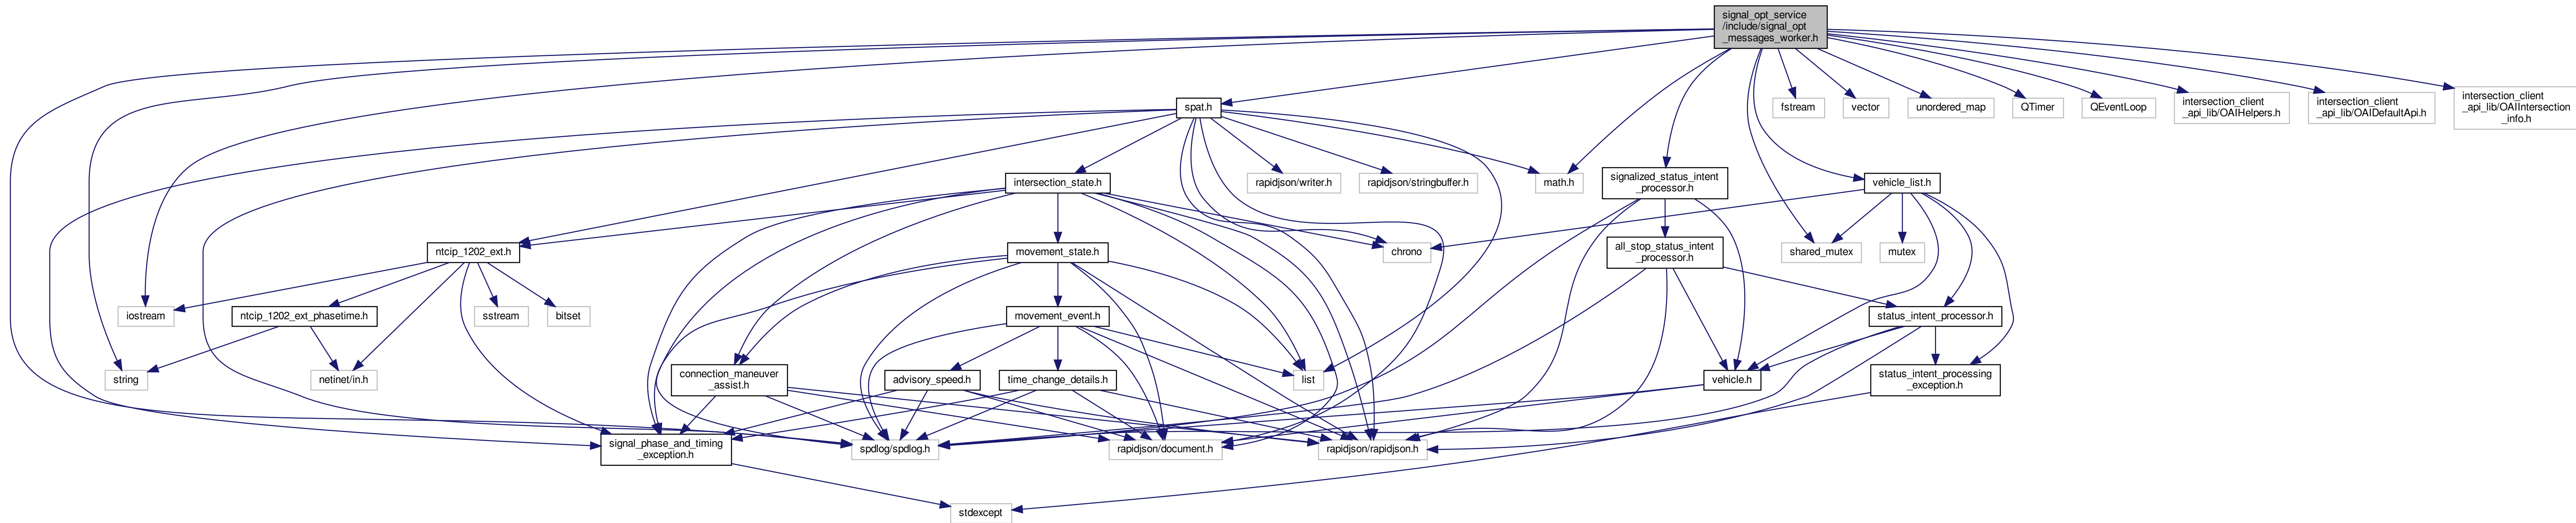 signal_opt_service
/include/signal_opt
_messages_worker.h
spat.h
fstream
vector
unordered_map
QTimer
QEventLoop
intersection_client
_api_lib/OAIHelpers.h
intersection_client
_api_lib/OAIDefaultApi.h
intersection_client
_api_lib/OAIIntersection
_info.h
intersection_state.h
rapidjson/writer.h
rapidjson/stringbuffer.h
math.h
signalized_status_intent
_processor.h
vehicle_list.h
ntcip_1202_ext.h
movement_state.h
chrono
all_stop_status_intent
_processor.h
shared_mutex
mutex
iostream
ntcip_1202_ext_phasetime.h
sstream
bitset
movement_event.h
status_intent_processor.h
string
netinet/in.h
connection_maneuver
_assist.h
advisory_speed.h
time_change_details.h
list
vehicle.h
status_intent_processing
_exception.h
signal_phase_and_timing
_exception.h
spdlog/spdlog.h
rapidjson/document.h
rapidjson/rapidjson.h
stdexcept